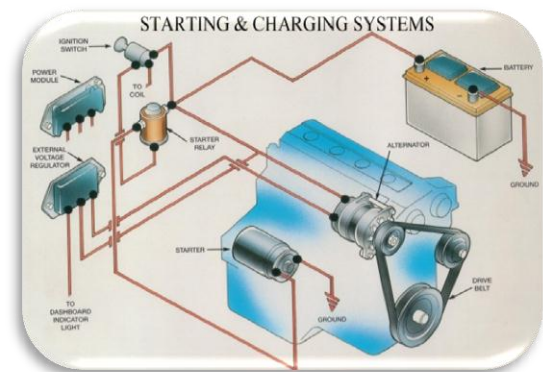 STARTING & CHARGING SYSTEMS
IGNITION
SWITCH
POWER
MODULE
TO
COIL
BATTERY
+
-
STARTER
RELAY
EXTERNAL
VOLTAGE
REGULATOR
ALTERNATOR
GROUND
STARTER
DRIVE
BELT
GROUND
TO
DASHBOARD
INDICATOR
LIGHT